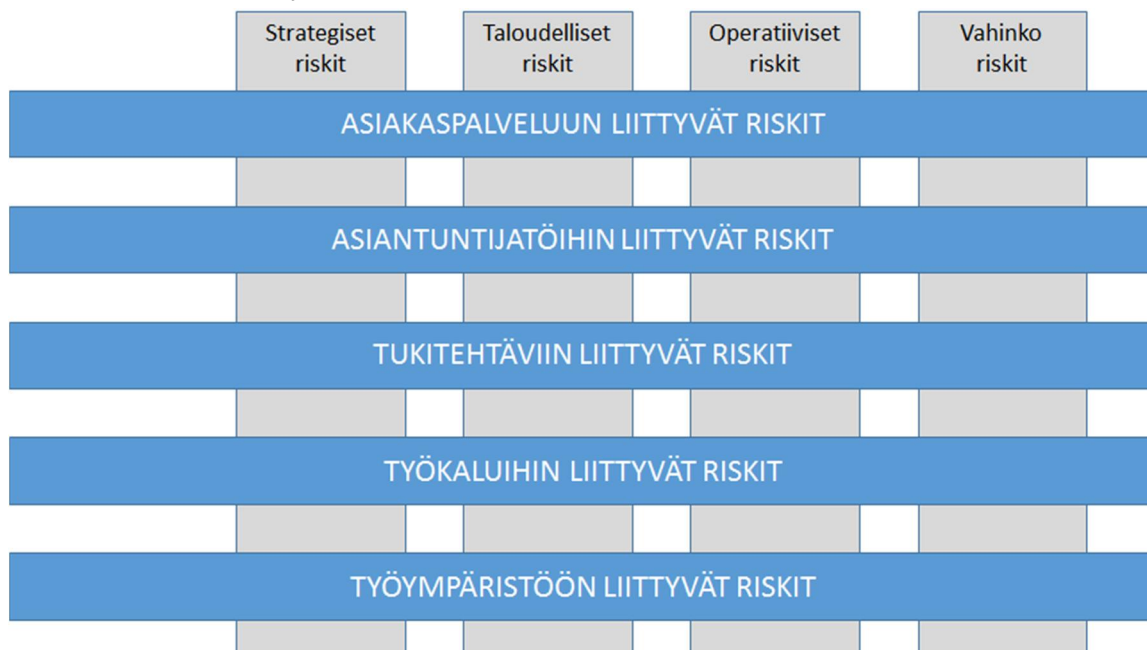 Strategiset
riskit
Taloudelliset
riskit
Operatiiviset
riskit
Vahinko
riskit
ASIAKASPALVELUUN LIITTYVÄT RISKIT
ASIANTUNTIJATÖIHIN LIITTYVÄT RISKIT
TUKITEHTÄVIIN LIITTYVÄT RISKIT
TYÖKALUIHIN LIITTYVÄT RISKIT
TYÖYMPÄRISTÖÖN LIITTYVÄT RISKIT